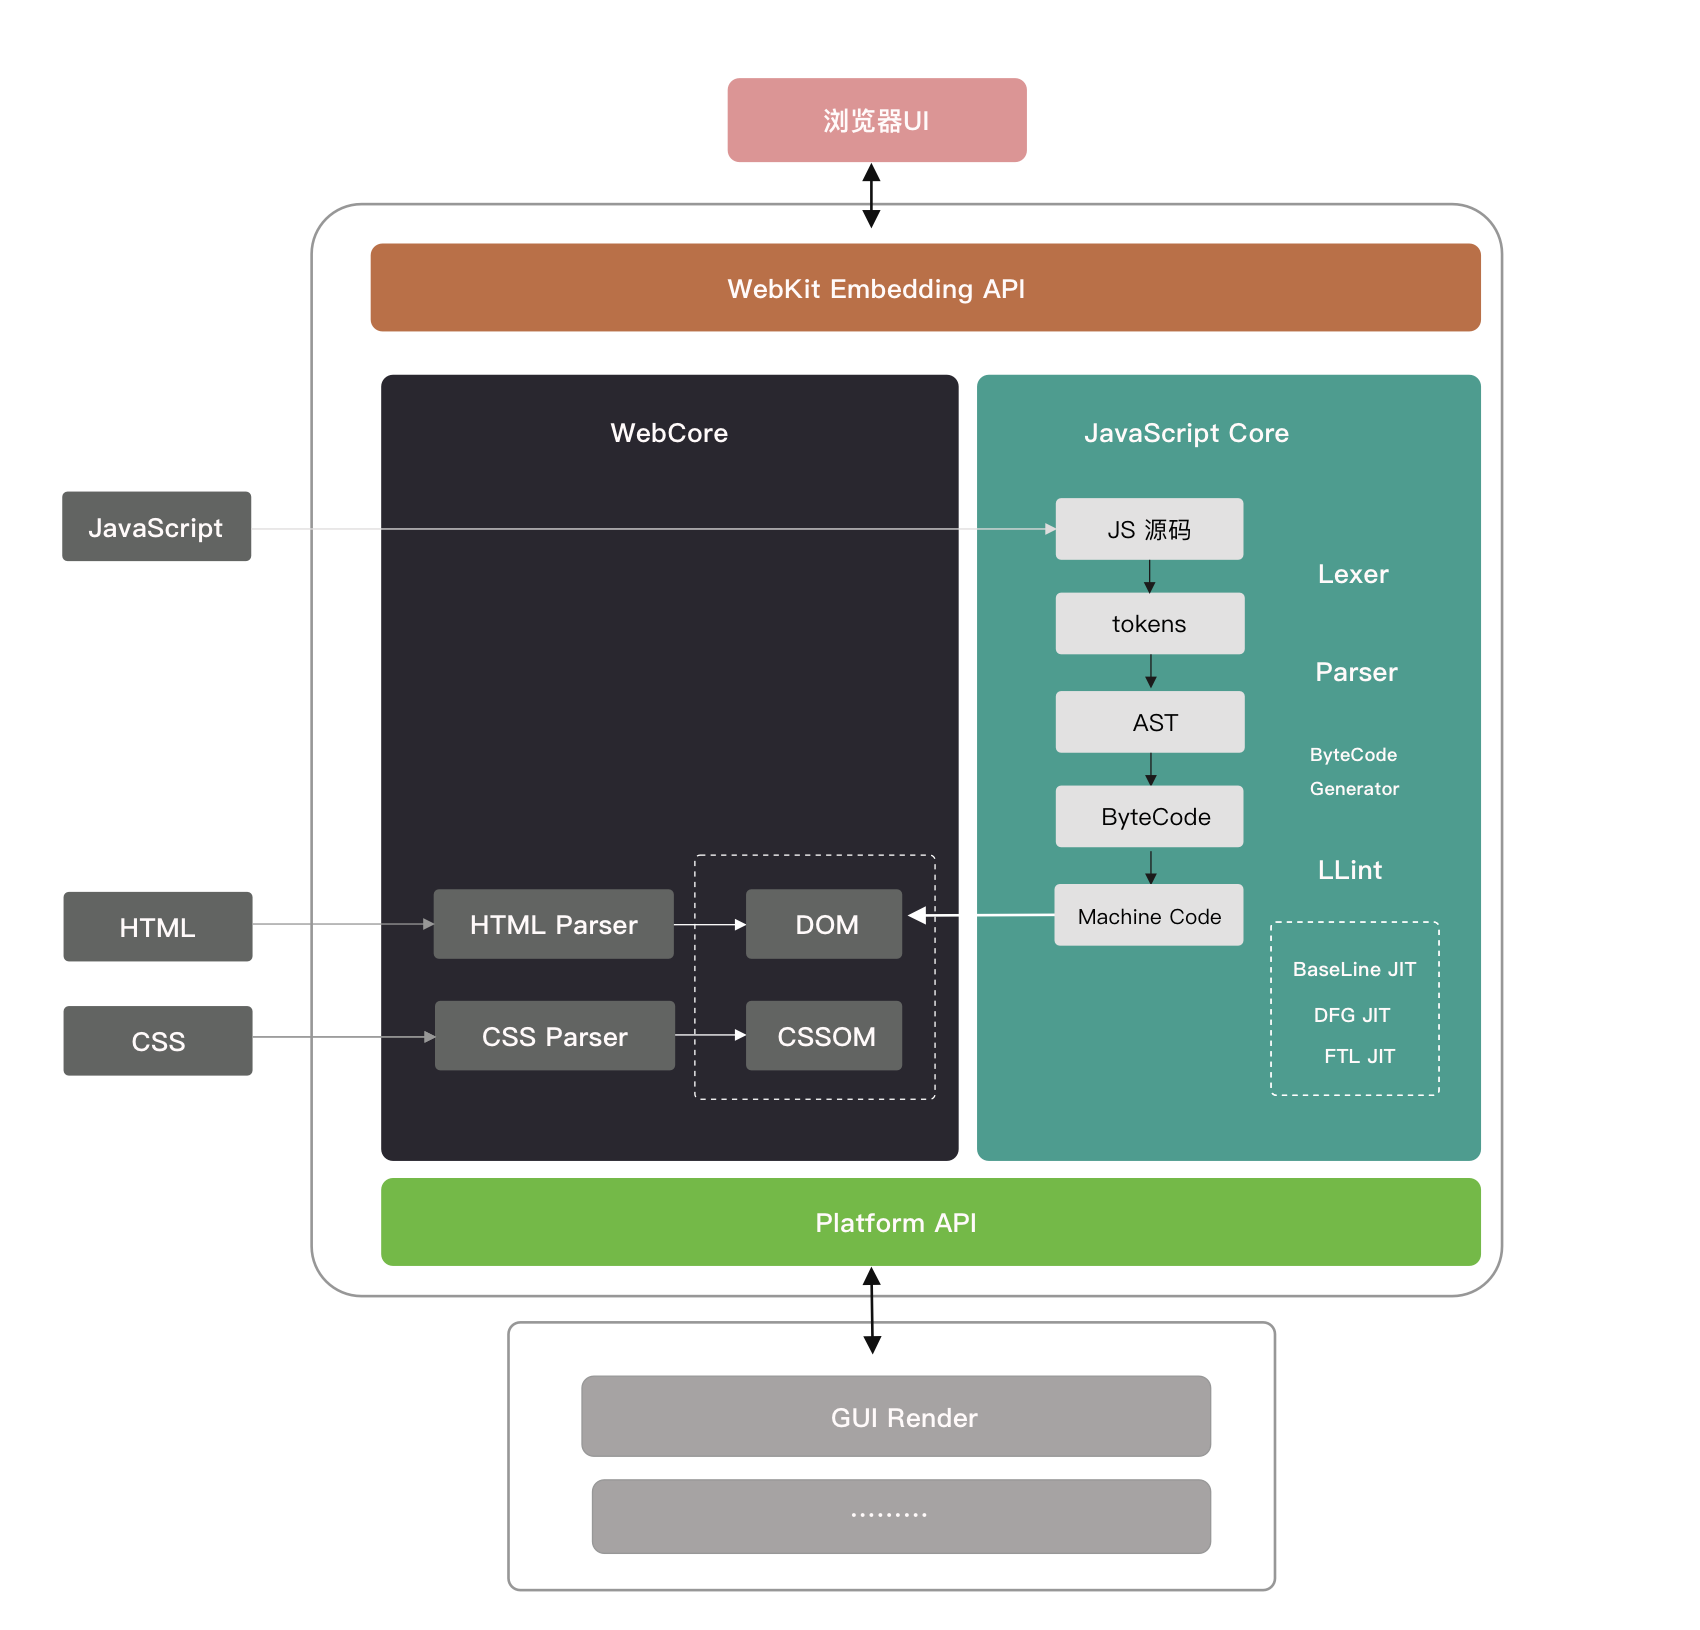 浏览器UI
WebKit Embedding API
WebCore
JavaScript Core
JavaScript
JS 源码
Lexer
tokens
Parser
AST
ByteCode
Generator
ByteCode
LLint
HTML
HTML Parser
DOM
Machine Code
BaseLine JIT
DFG JIT
FTL JIT
CSS
CSS Parser
CSSOM
Platform API
GUI Render
·········